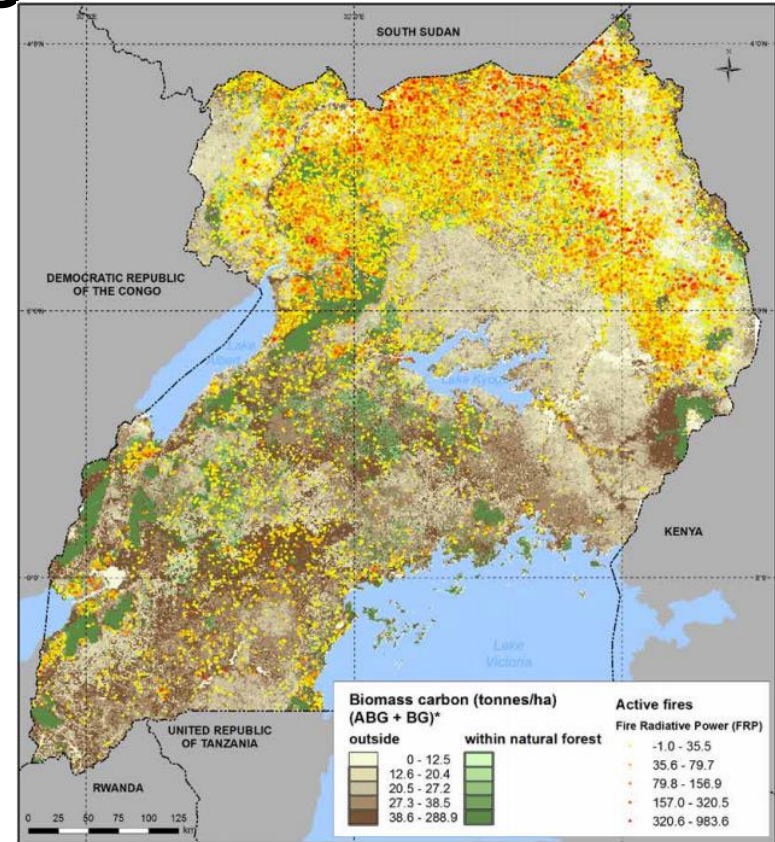 SOUTH SUDAN
4°0'N
N
DEMOCRATIC REPUBLIC
OF THE CONGO
Lake
Albert
Lake Kyoga
KENYA
0°0'
Lake
Victoria
UNITED REPUBLIC
OF TANZANIA
RWANDA
0 25 50 75 100 125
km
Biomass carbon (tonnes/ha)
(ABG + BG)*
outside within natural forest
0 - 12.5
12.6 - 20.4
20.5 - 27.2
27.3 - 38.5
38.6 - 288.9
Active fires
Fire Radiative Power (FRP)
-1.0 - 35.5
35.6 - 79.7
79.8 - 156.9
157.0 - 320.5
320.6 - 983.6